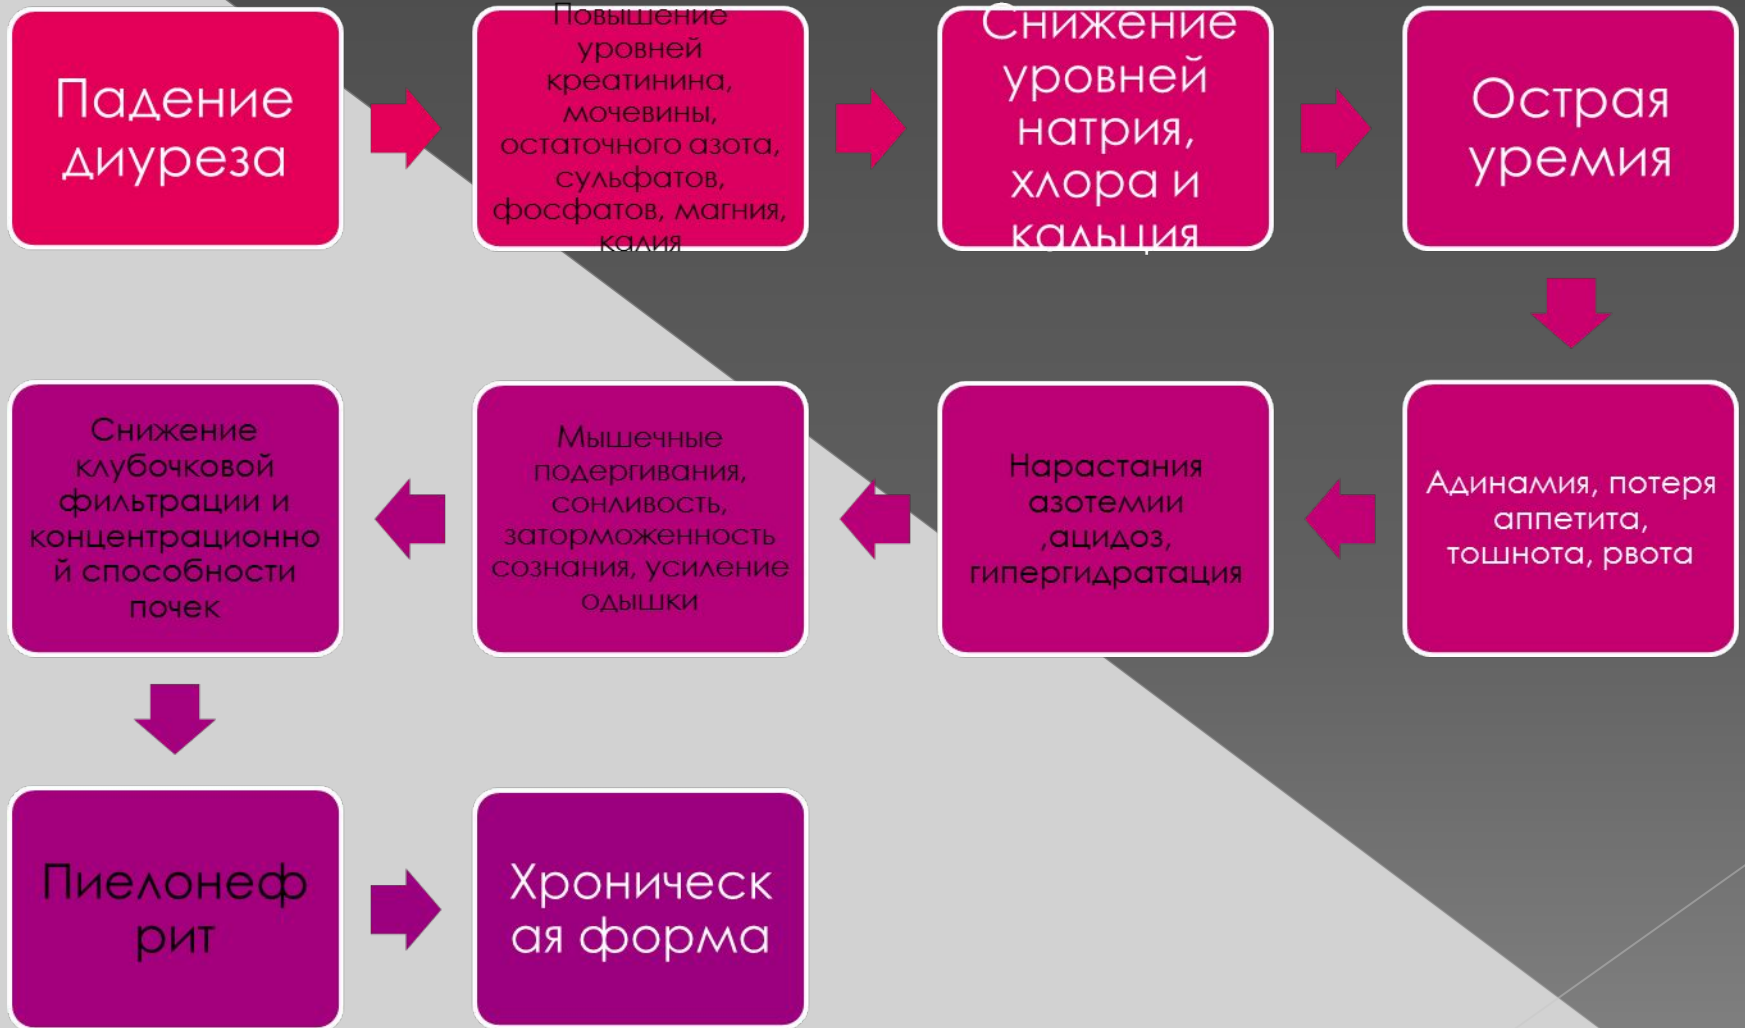 Падение
диуреза
Повышение
уровней
креатинина,
мочевины,
остаточного азота,
сульфатов,
фосфатов, магния,
калия
Снижение
уровней
натрия,
хлора и
кальция
Острая
уремия
Адинамия, потеря
аппетита,
тошнота, рвота
Нарастания
азотемии
,ацидоз,
гипергидратация
Мышечные
подергивания,
сонливость,
заторможенность
сознания, усиление
одышки
Снижение
клубочковой
фильтрации и
концентрационно
й способности
почек
Пиелонеф
рит
Хроническ
ая форма